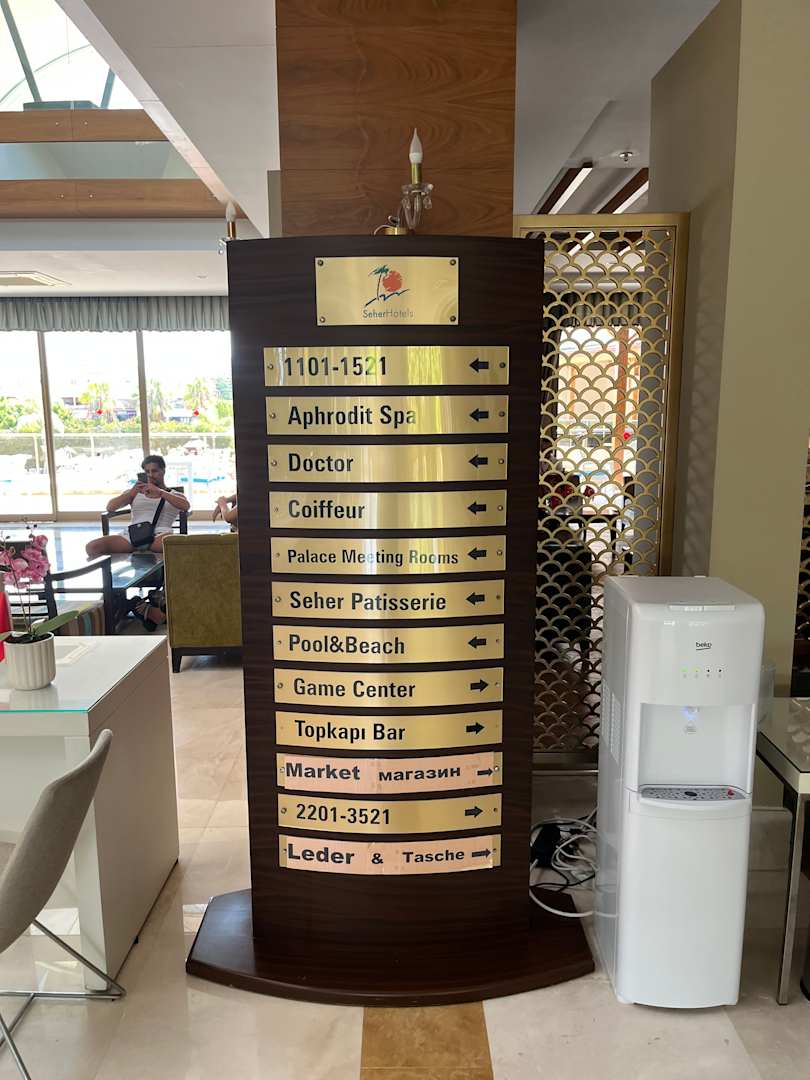 SeherHotels
1101-1521 ←
Aphrodit Spa ←
Doctor ←
Coiffeur ←
Palace Meeting Rooms ←
Seher Patisserie ←
Pool&Beach ←
Game Center →
Topkapı Bar →
Market магазин →
2201-3521 →
Leder & Tasche →
beko